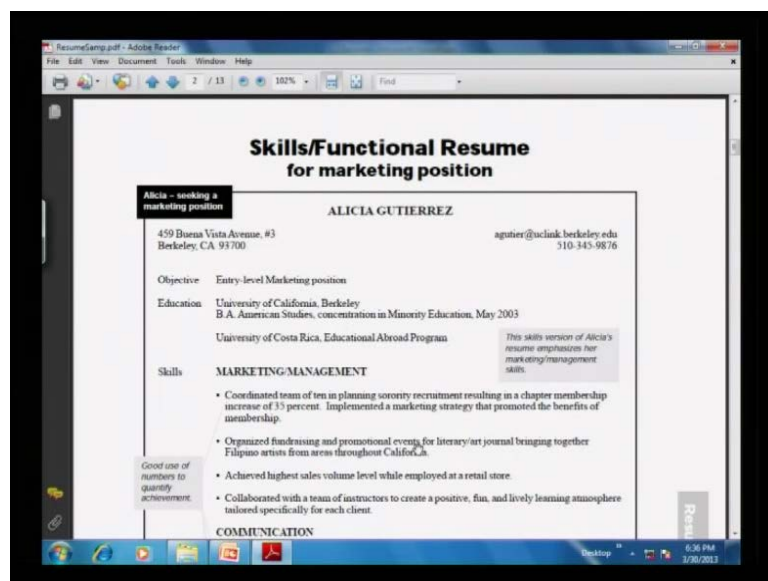 ResumeSamp.pdf - Adobe Reader
File Edit View Document Tools Window Help
2 / 13 102% Find
Skills/Functional Resume
for marketing position
Alicia – seeking a
marketing position
ALICIA GUTIERREZ
459 Buena Vista Avenue, #3
Berkeley, CA 93700
agutier@uclink.berkeley.edu
510-345-9876
Objective Entry-level Marketing position
Education University of California, Berkeley
B.A. American Studies, concentration in Minority Education, May 2003
University of Costa Rica, Educational Abroad Program
This skills version of Alicia's
resume emphasizes her
marketing/management
skills.
Skills MARKETING/MANAGEMENT
• Coordinated team of ten in planning sorority recruitment resulting in a chapter membership
increase of 35 percent. Implemented a marketing strategy that promoted the benefits of
membership.
• Organized fundraising and promotional events for literary/art journal bringing together
Filipino artists from areas throughout California.
Good use of
numbers to
quantify
achievement.
• Achieved highest sales volume level while employed at a retail store.
• Collaborated with a team of instructors to create a positive, fun, and lively learning atmosphere
tailored specifically for each client.
COMMUNICATION
Resu
Desktop
6:36 PM
3/30/2013